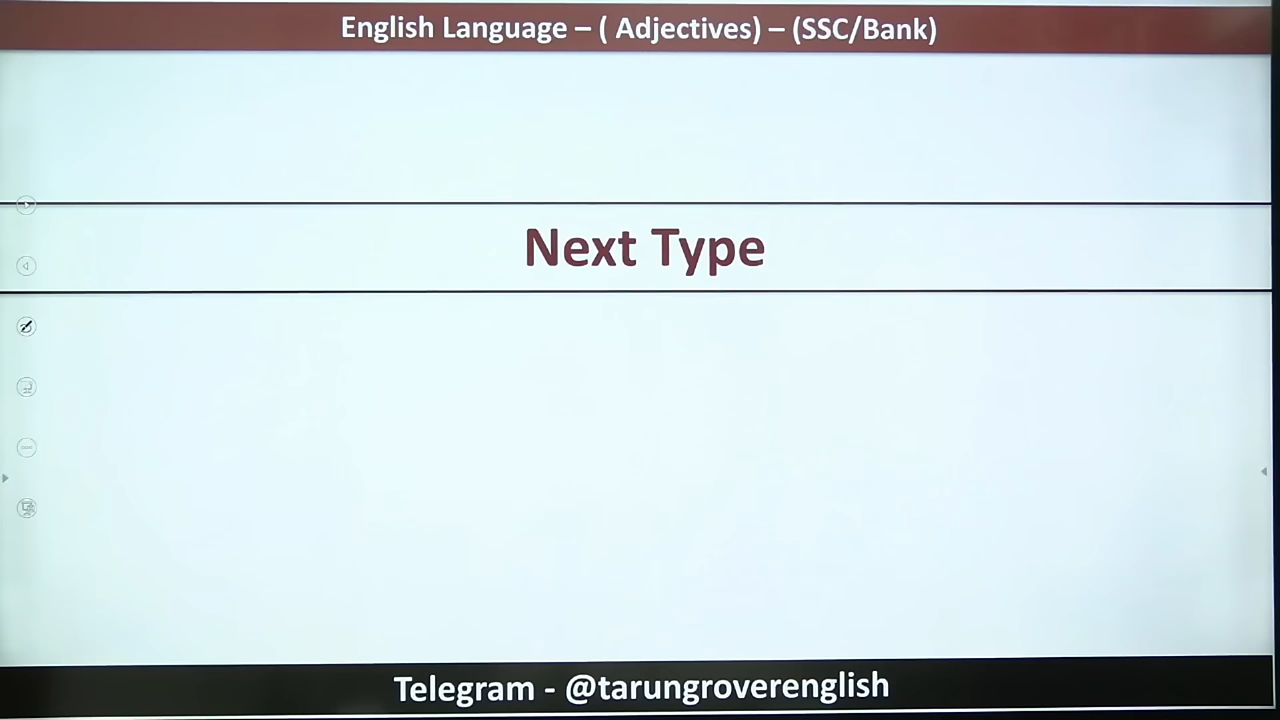 English Language – ( Adjectives) – (SSC/Bank)
Next Type
Telegram - @tarungroverenglish